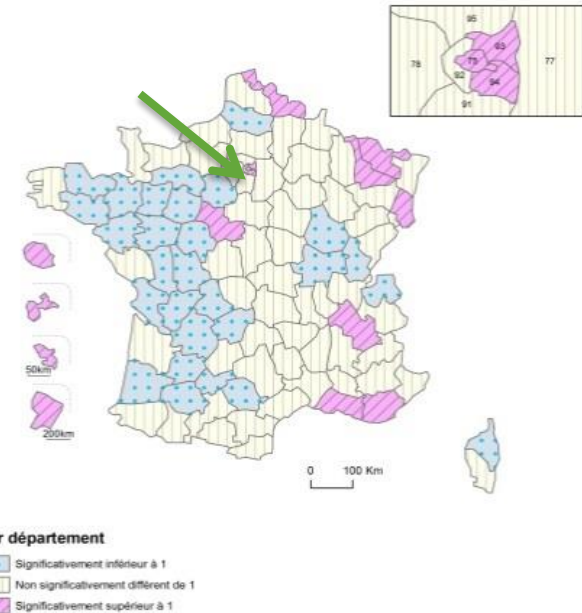 95
93
78
75
77
92
94
91
50km
200km
0 100 Km
r département
Significativement inférieur à 1
Non significativement différent de 1
Significativement supérieur à 1